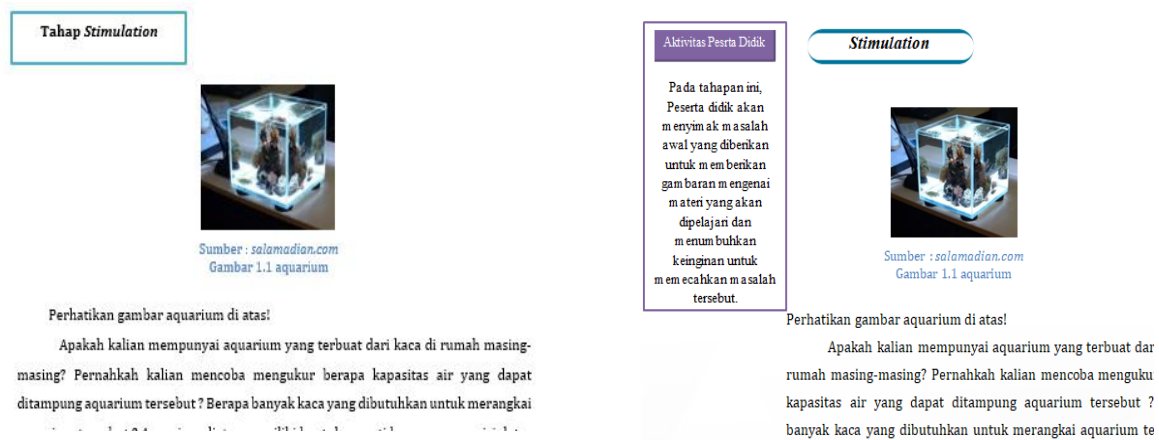 Tahap Stimulation
Sumber : salamadian.com
Gambar 1.1 aquarium
Perhatikan gambar aquarium di atas!
Apakah kalian mempunyai aquarium yang terbuat dari kaca di rumah masing-
masing? Pernahkah kalian mencoba mengukur berapa kapasitas air yang dapat
ditampung aquarium tersebut ? Berapa banyak kaca yang dibutuhkan untuk merangkai
Aktivitas Pesrta Didik
Pada tahapan ini,
Peserta didik akan
menyimak masalah
awal yang diberikan
untuk memberikan
gambaran mengenai
materi yang akan
dipelajari dan
menumbuhkan
keinginan untuk
memecahkan masalah
tersebut.
Stimulation
Sumber : salamadian.com
Gambar 1.1 aquarium
Perhatikan gambar aquarium di atas!
Apakah kalian mempunyai aquarium yang terbuat dar
rumah masing-masing? Pernahkah kalian mencoba mengukur
kapasitas air yang dapat ditampung aquarium tersebut ?
banyak kaca yang dibutuhkan untuk merangkai aquarium te